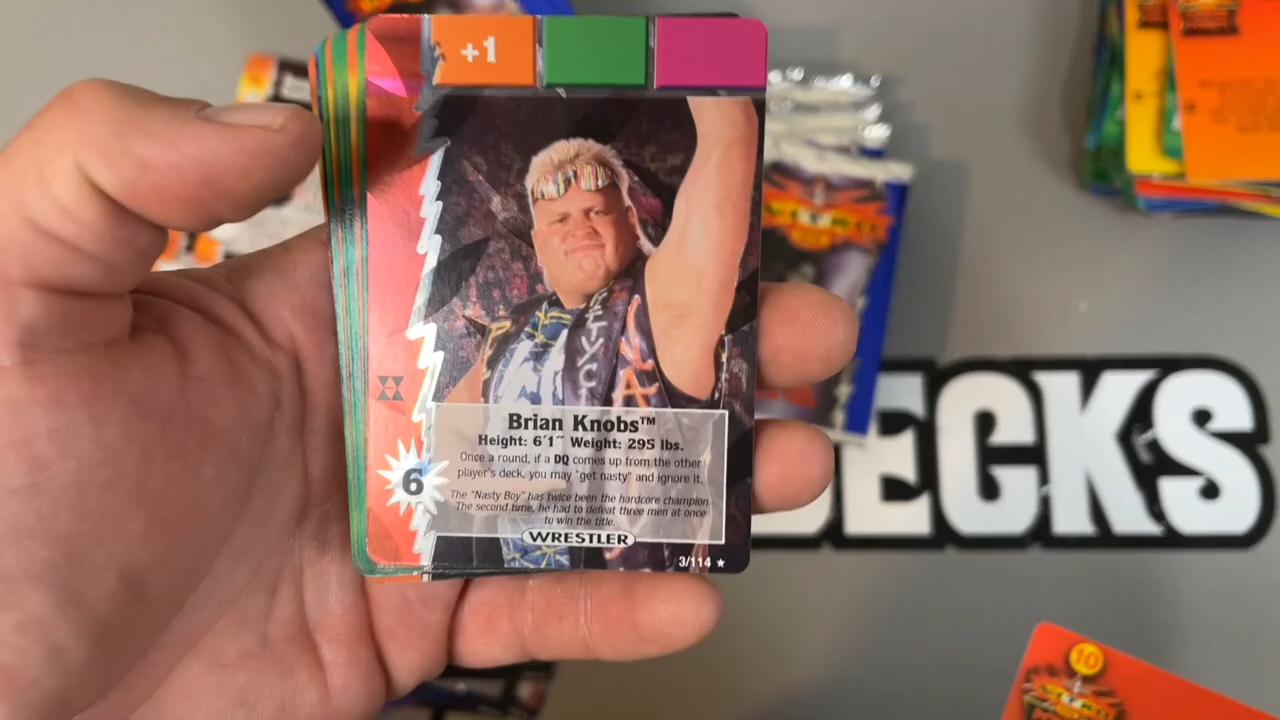 +1
Brian Knobs™
Height: 6'1" Weight: 295 lbs.
Once a round, if a DQ comes up from the other
player's deck, you may "get nasty" and ignore it.
The "Nasty Boy" has twice been the hardcore champion.
The second time, he had to defeat three men at once
to win the title.
6
WRESTLER
3/114 ★
DECKS
10